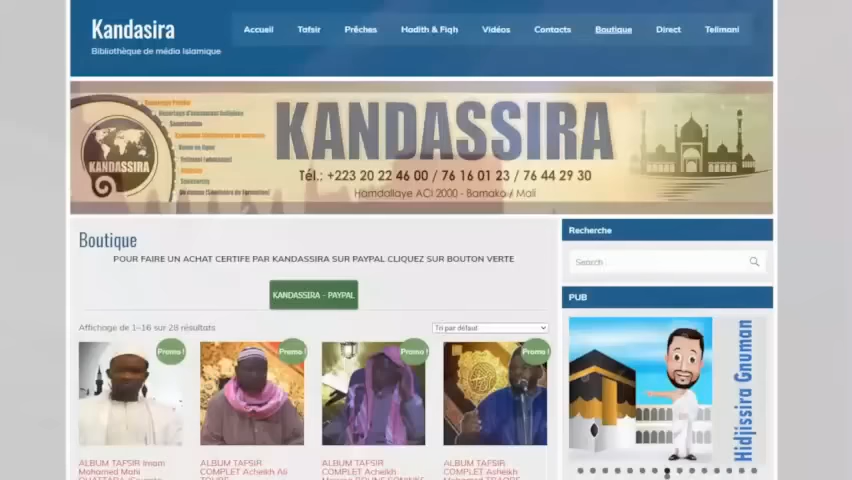 Kandasira
Bibliothèque de média Islamique
Accueil Tafsir Prêches Hadith & Fiqh Vidéos Contacts Boutique Direct Telimani
KANDASSIRA
KANDASSIRA
Tél.: +223 20 22 46 00 / 76 16 01 23 / 76 44 29 30
Hamdallaye ACI 2000 - Bamako / Mali
Boutique
POUR FAIRE UN ACHAT CERTIFE PAR KANDASSIRA SUR PAYPAL CLIQUEZ SUR BOUTON VERTE
KANDASSIRA - PAYPAL
Affichage de 1–16 sur 28 résultats
Tri par défaut
Promo !
Promo !
Promo !
Promo !
ALBUM TAFSIR Imam
Mohamed Mahi
ALBUM TAFSIR
COMPLET Acheikh Ali
ALBUM TAFSIR
COMPLET Acheikh
ALBUM TAFSIR
COMPLET Acheikh
Recherche
Search
PUB
Hidjissira Gnuman